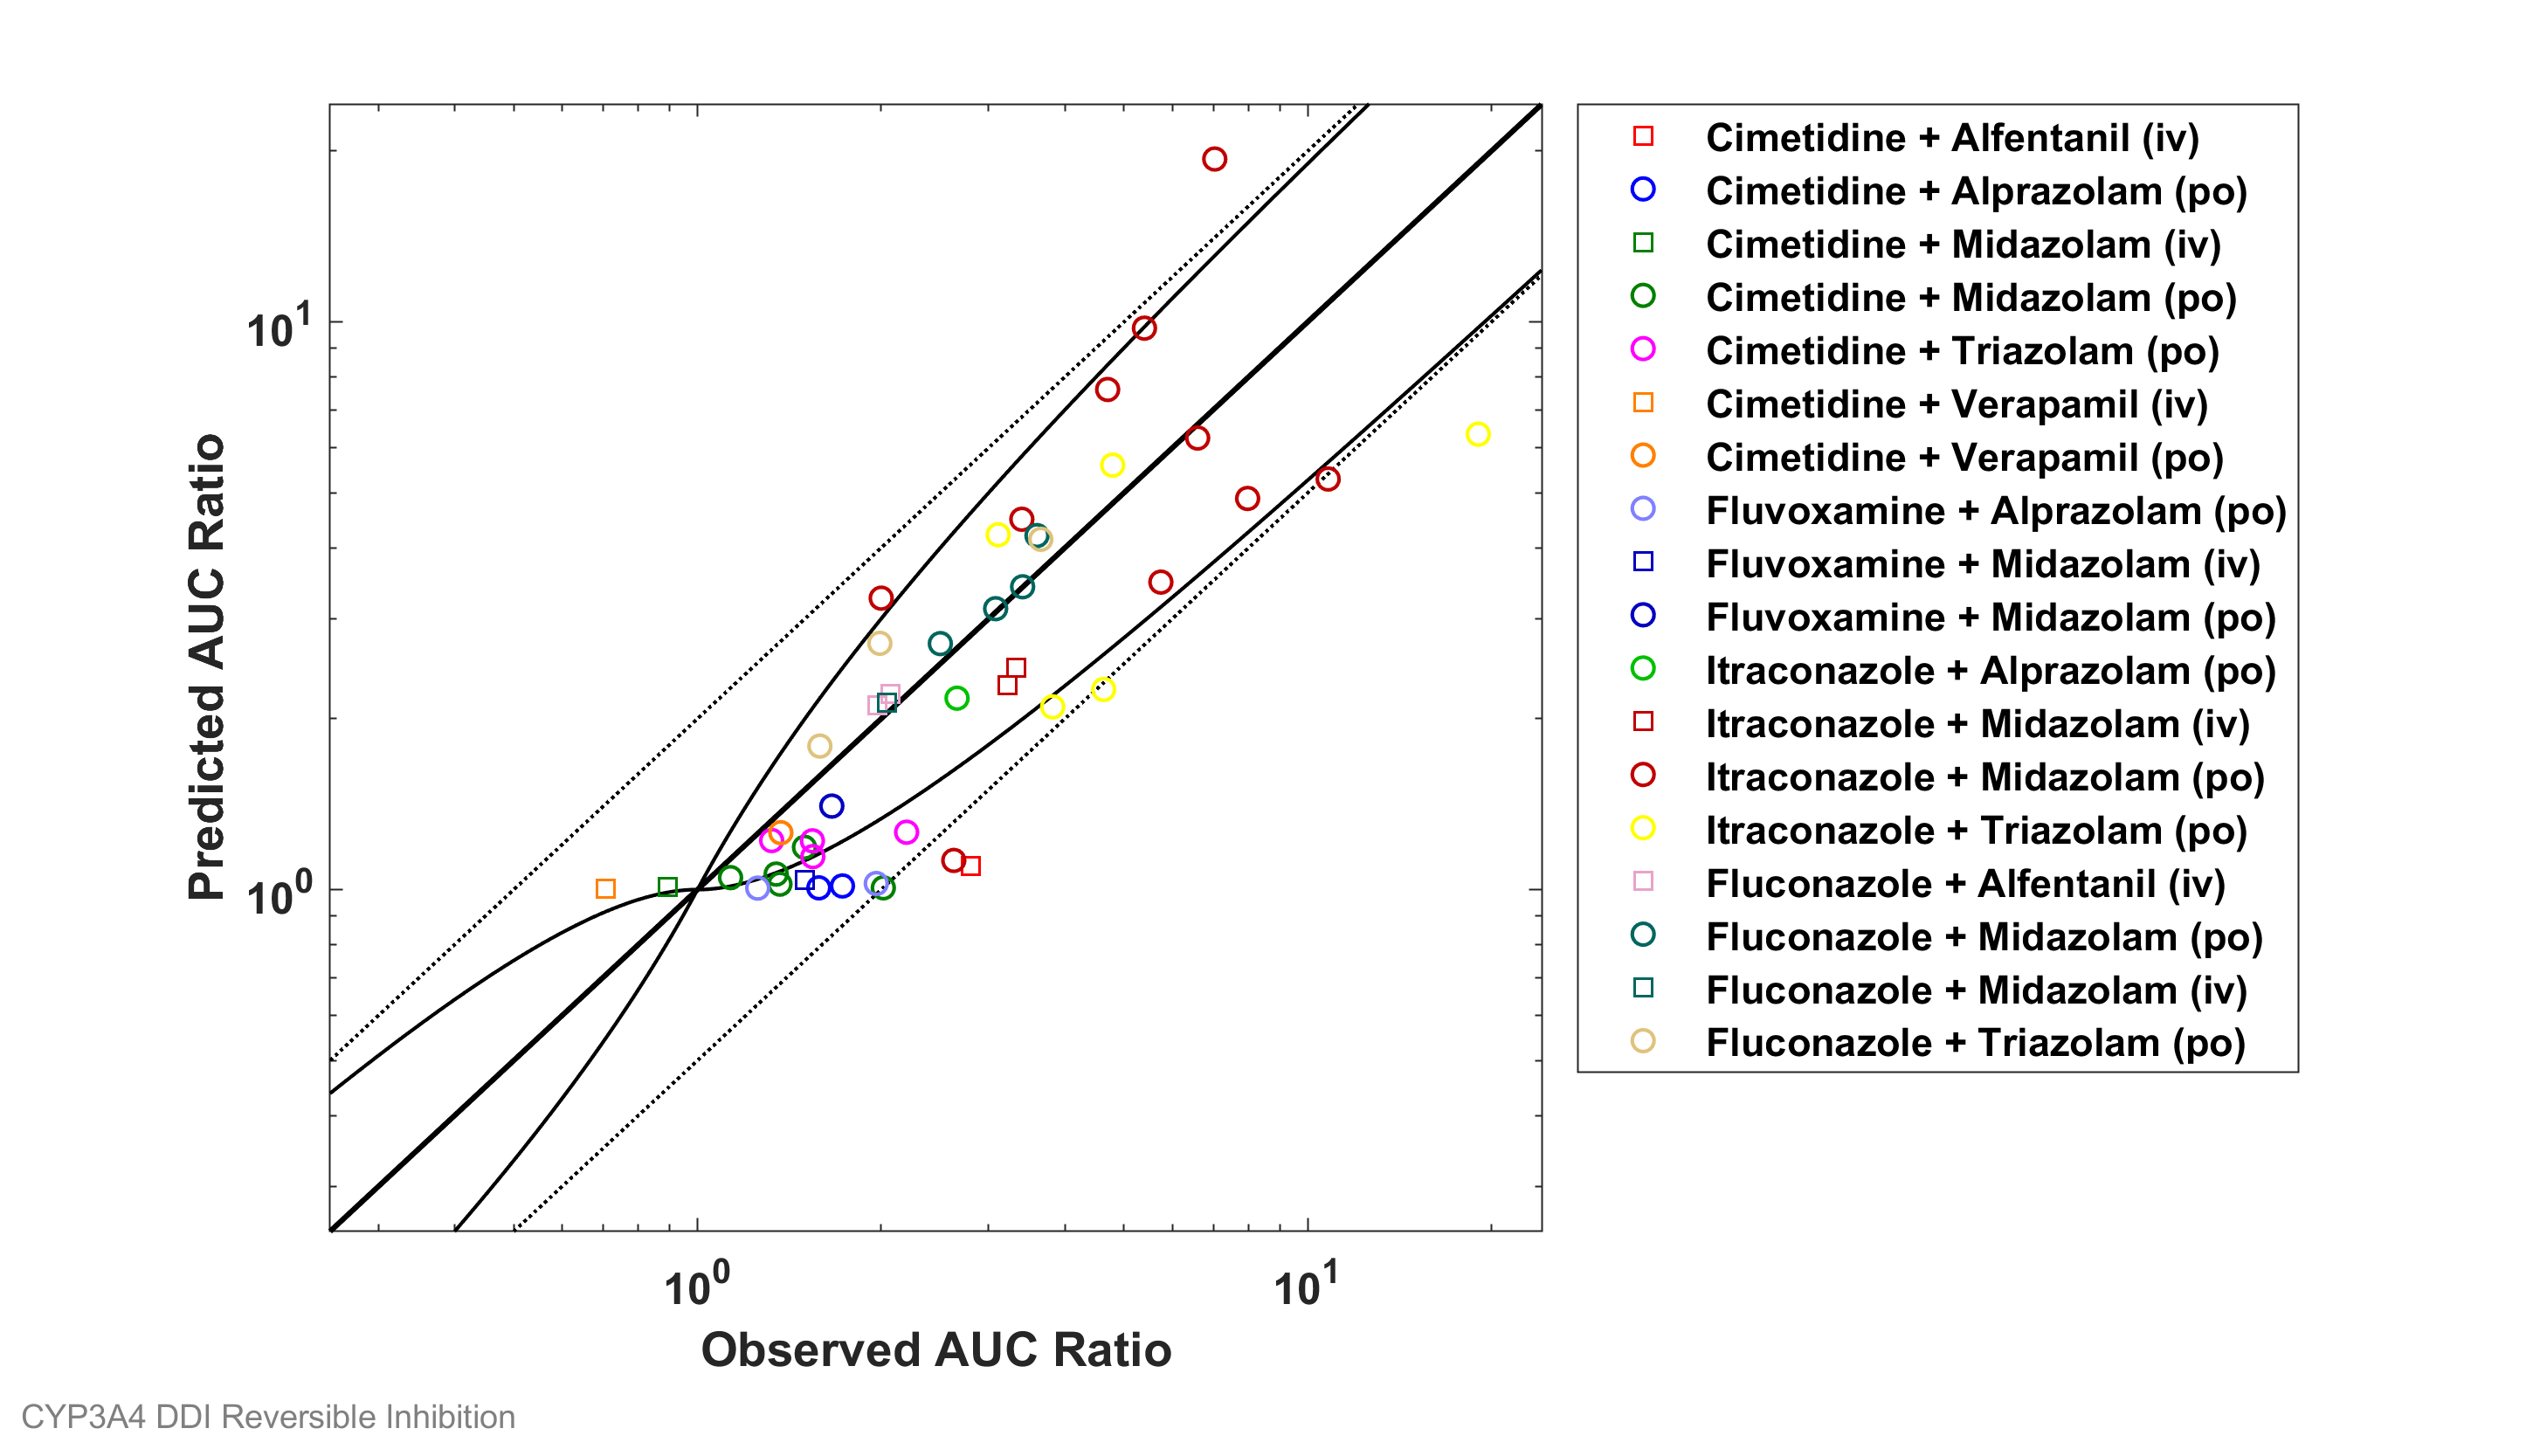 Cimetidine + Alfentanil (iv)
Cimetidine + Alprazolam (po)
Cimetidine + Midazolam (iv)
Cimetidine + Midazolam (po)
Cimetidine + Triazolam (po)
Cimetidine + Verapamil (iv)
Cimetidine + Verapamil (po)
Fluvoxamine + Alprazolam (po)
Fluvoxamine + Midazolam (iv)
Fluvoxamine + Midazolam (po)
Itraconazole + Alprazolam (po)
Itraconazole + Midazolam (iv)
Itraconazole + Midazolam (po)
Itraconazole + Triazolam (po)
Fluconazole + Alfentanil (iv)
Fluconazole + Midazolam (po)
Fluconazole + Midazolam (iv)
Fluconazole + Triazolam (po)
Predicted AUC Ratio
10^1
10^0
10^0 10^1
Observed AUC Ratio
CYP3A4 DDI Reversible Inhibition